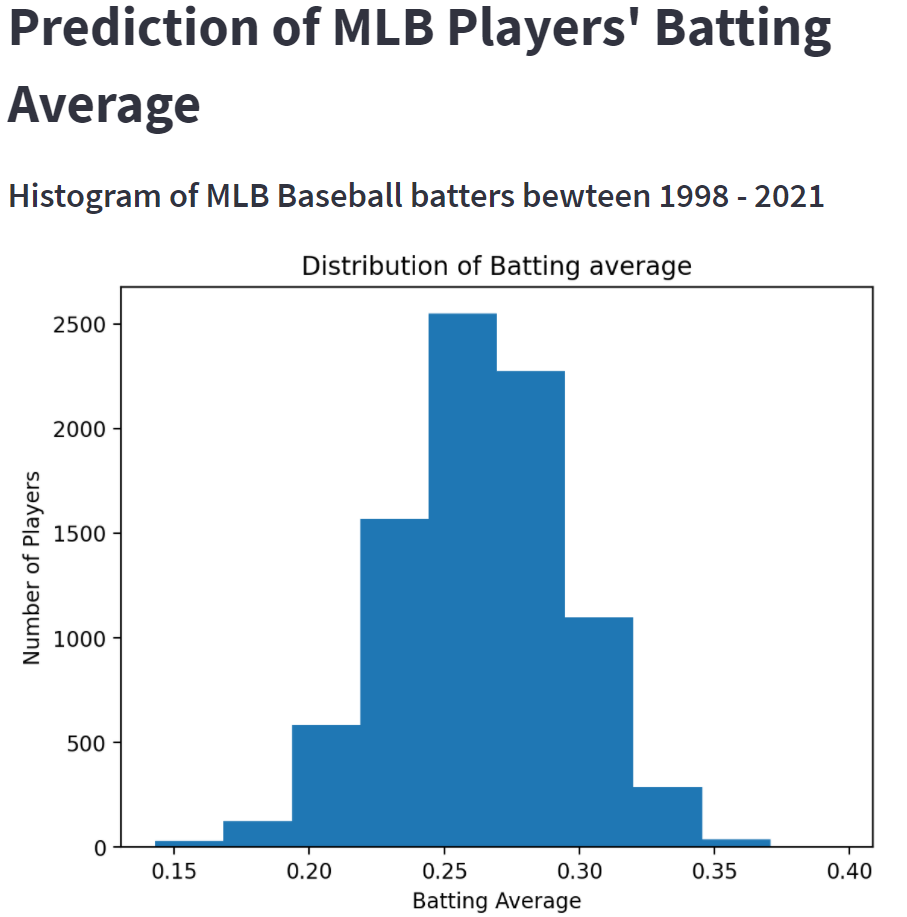 Prediction of MLB Players' Batting
Average
Histogram of MLB Baseball batters bewteen 1998 - 2021
Distribution of Batting average
2500
2000
1500
1000
500
0
Number of Players
0.15 0.20 0.25 0.30 0.35 0.40
Batting Average